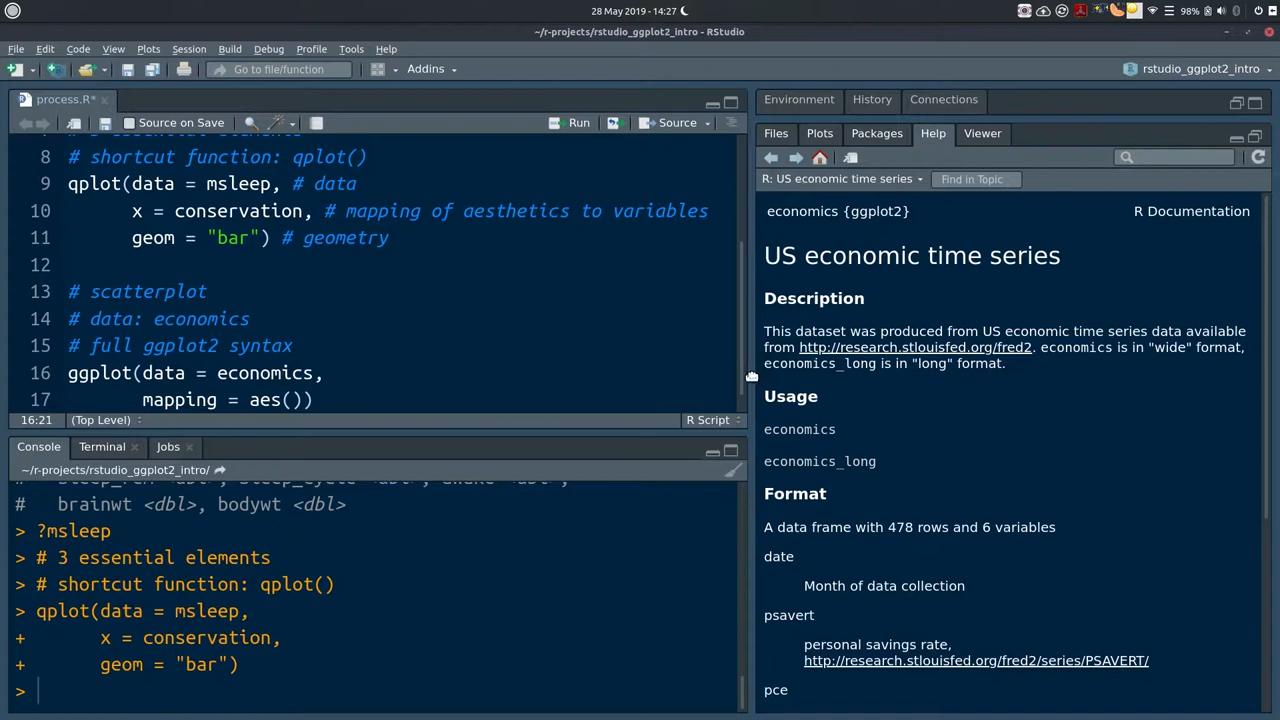 28 May 2019 - 14:27
98%
~/r-projects/rstudio_ggplot2_intro - RStudio
File Edit Code View Plots Session Build Debug Profile Tools Help
Go to file/function Addins rstudio_ggplot2_intro
process.R*
Source on Save Run Source
8 # shortcut function: qplot()
9 qplot(data = msleep, # data
10 x = conservation, # mapping of aesthetics to variables
11 geom = "bar") # geometry
12
13 # scatterplot
14 # data: economics
15 # full ggplot2 syntax
16 ggplot(data = economics,
17 mapping = aes())
16:21 (Top Level) R Script
Console Terminal Jobs
~/r-projects/rstudio_ggplot2_intro/
# brainwt <dbl>, bodywt <dbl>
> ?msleep
> # 3 essential elements
> # shortcut function: qplot()
> qplot(data = msleep,
+ x = conservation,
+ geom = "bar")
>
Environment History Connections
Files Plots Packages Help Viewer
R: US economic time series Find in Topic
economics {ggplot2} R Documentation
US economic time series
Description
This dataset was produced from US economic time series data available
from http://research.stlouisfed.org/fred2. economics is in "wide" format,
economics_long is in "long" format.
Usage
economics
economics_long
Format
A data frame with 478 rows and 6 variables
date
Month of data collection
psavert
personal savings rate,
http://research.stlouisfed.org/fred2/series/PSAVERT/
pce